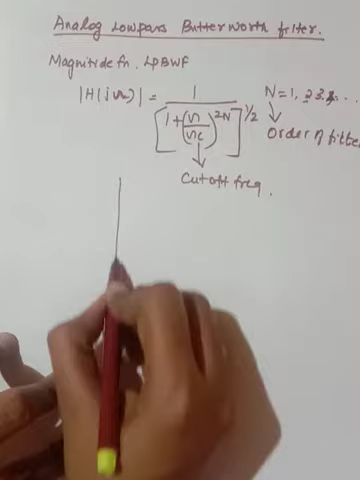 Analog Lowpass Butterworth filter.
Magnitude fn. LPBWF
|H(jΩ)| = 1 / [1+(Ω/Ωc)^2N]^1/2 N=1, 2 3, ...
Order of filter
Cutoff freq.